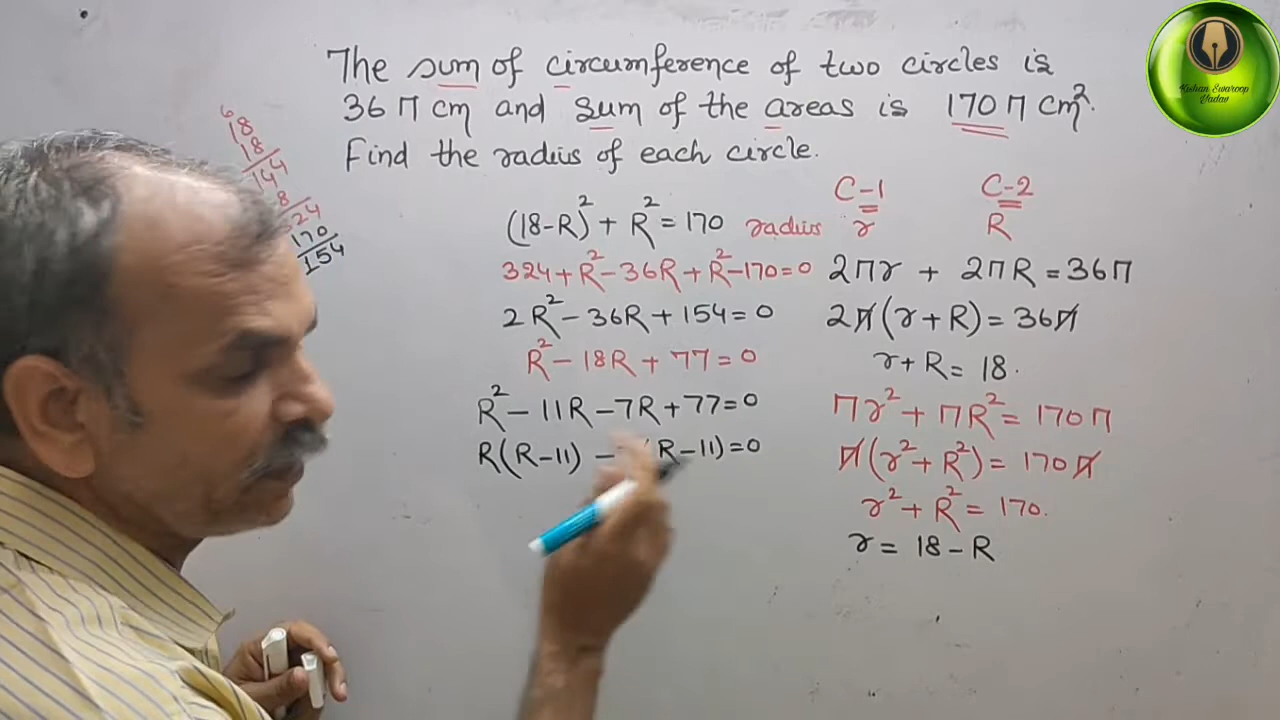 The sum of circumference of two circles is
36 π cm and sum of the areas is 170 π cm².
Find the radius of each circle.
6
18
18
144
8
24
170
154
(18-R)² + R² = 170
324 + R² - 36R + R² - 170 = 0
2R² - 36R + 154 = 0
R² - 18R + 77 = 0
R² - 11R - 7R + 77 = 0
R(R-11) - (R-11) = 0
C-1 C-2
radius r R
2πr + 2πR = 36π
2π(r+R) = 36π
r+R = 18.
πr² + πR² = 170π
π(r²+R²) = 170π
r² + R² = 170.
r = 18 - R
Kishan Swaroop
Yadav